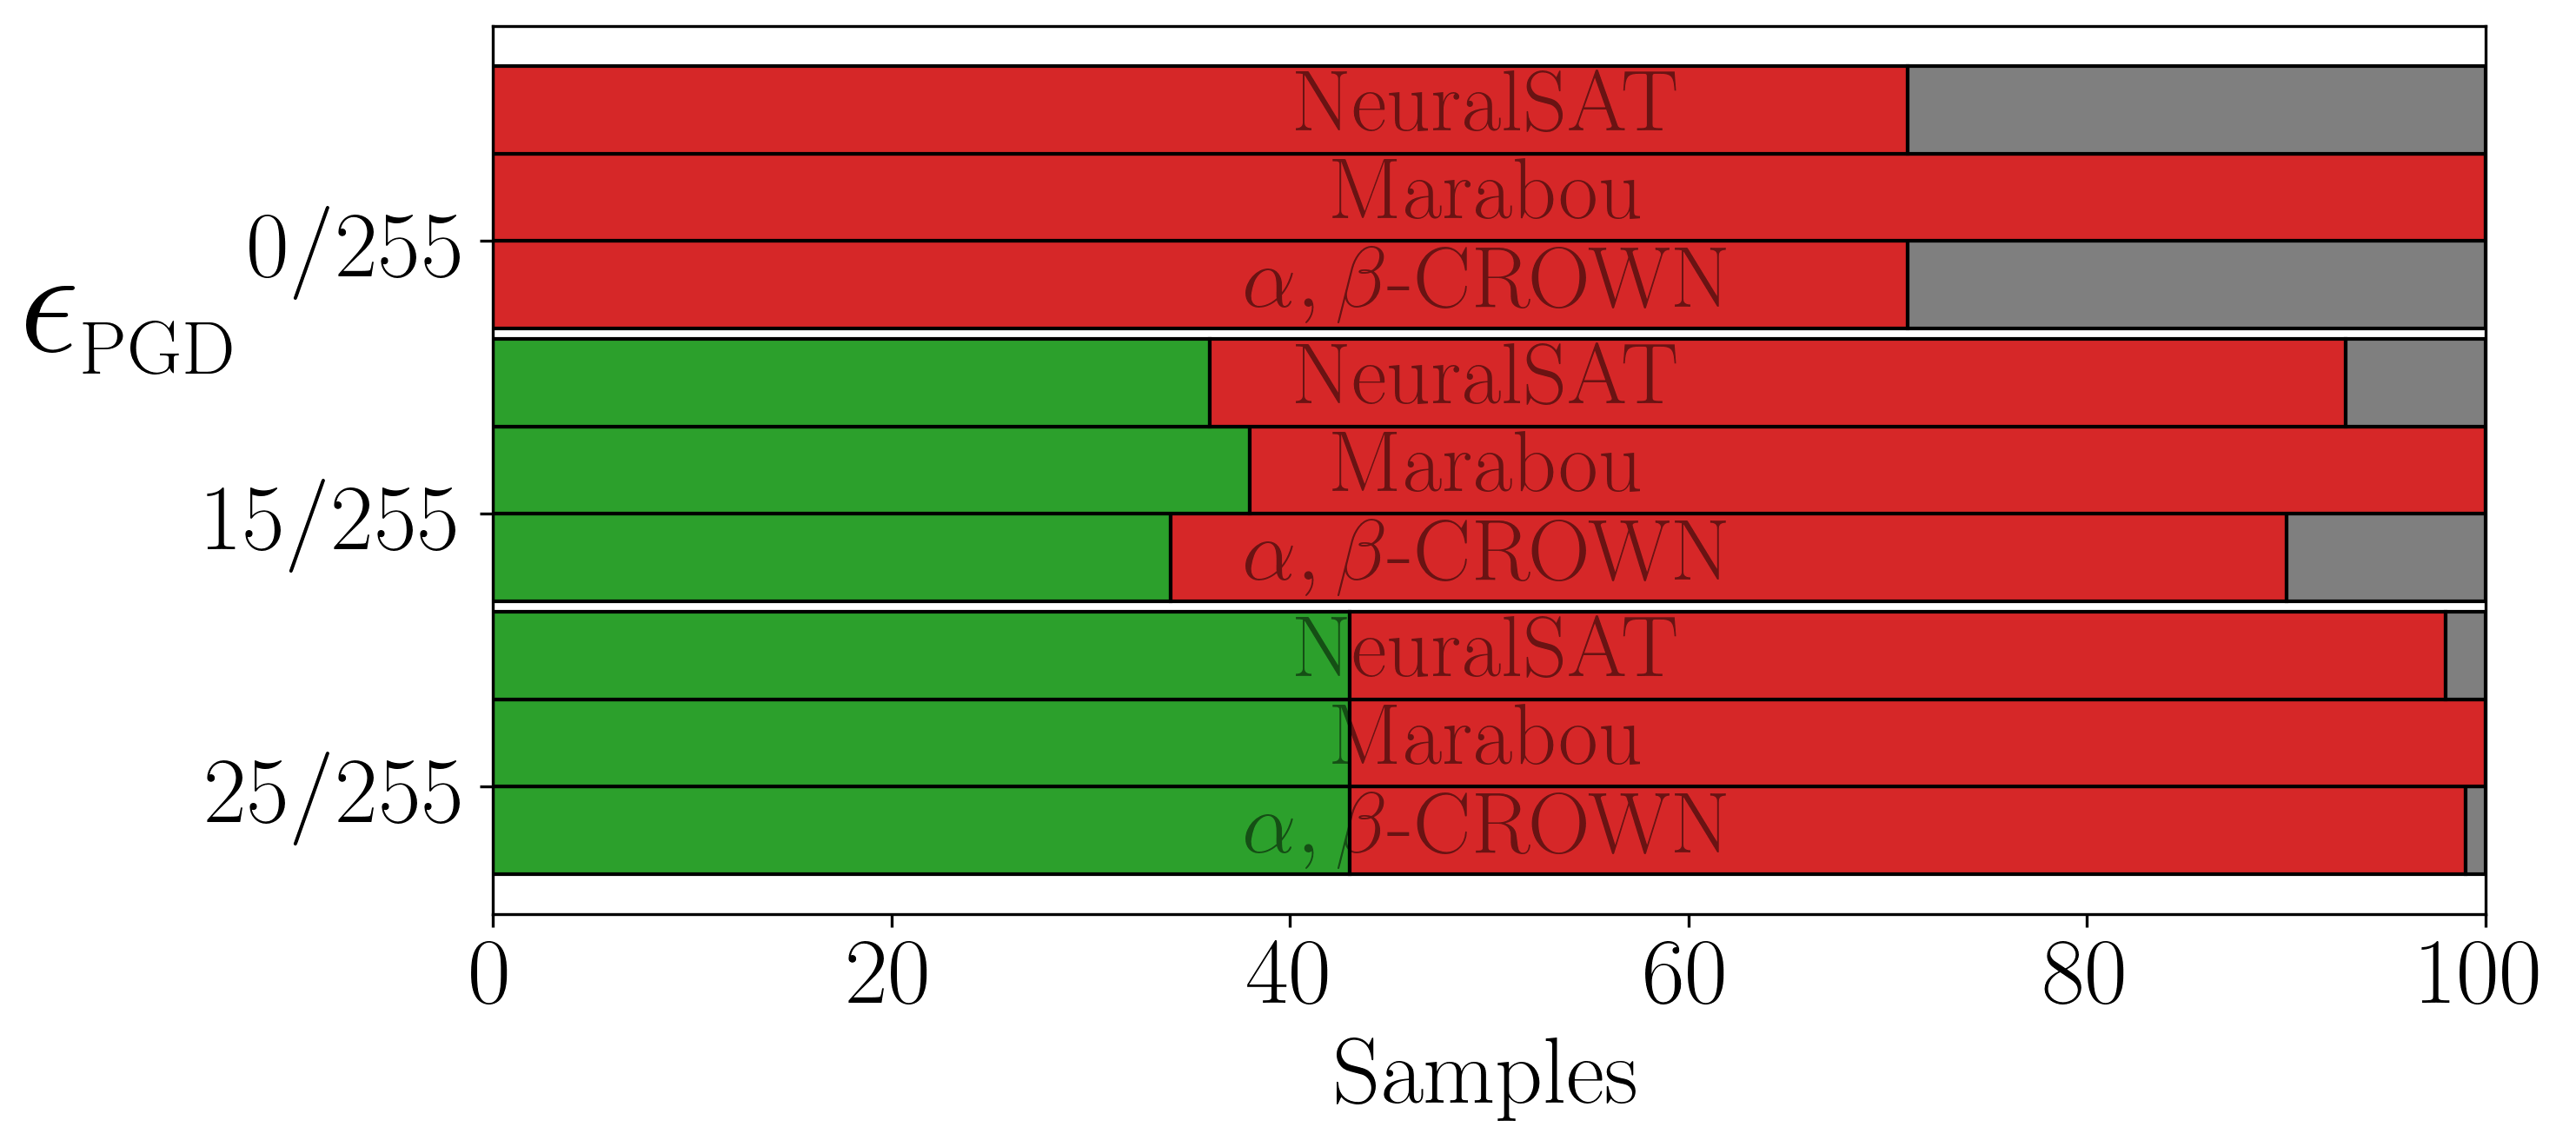 ϵPGD
0/255
NeuralSAT
Marabou
α, β-CROWN
15/255
NeuralSAT
Marabou
α, β-CROWN
25/255
NeuralSAT
Marabou
α, β-CROWN
0 20 40 60 80 100
Samples